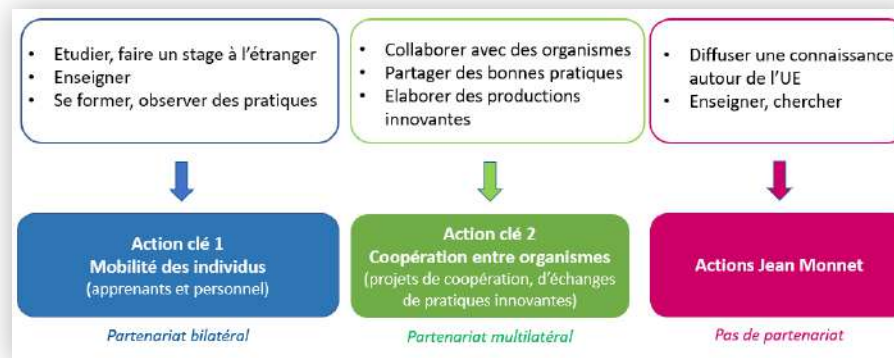 • Etudier, faire un stage à l'étranger
• Enseigner
• Se former, observer des pratiques
• Collaborer avec des organismes
• Partager des bonnes pratiques
• Elaborer des productions
innovantes
• Diffuser une connaissance
autour de l'UE
• Enseigner, chercher
Action clé 1
Mobilité des individus
(apprenants et personnel)
Action clé 2
Coopération entre organismes
(projets de coopération, d'échanges
de pratiques innovantes)
Actions Jean Monnet
Partenariat bilatéral
Partenariat multilatéral
Pas de partenariat